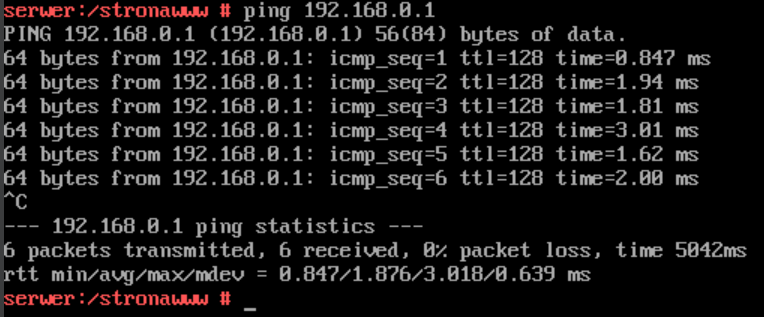 serwer:/stronawww # ping 192.168.0.1
PING 192.168.0.1 (192.168.0.1) 56(84) bytes of data.
64 bytes from 192.168.0.1: icmp_seq=1 ttl=128 time=0.847 ms
64 bytes from 192.168.0.1: icmp_seq=2 ttl=128 time=1.94 ms
64 bytes from 192.168.0.1: icmp_seq=3 ttl=128 time=1.81 ms
64 bytes from 192.168.0.1: icmp_seq=4 ttl=128 time=3.01 ms
64 bytes from 192.168.0.1: icmp_seq=5 ttl=128 time=1.62 ms
64 bytes from 192.168.0.1: icmp_seq=6 ttl=128 time=2.00 ms
^C
--- 192.168.0.1 ping statistics ---
6 packets transmitted, 6 received, 0% packet loss, time 5042ms
rtt min/avg/max/mdev = 0.847/1.876/3.018/0.639 ms
serwer:/stronawww # _